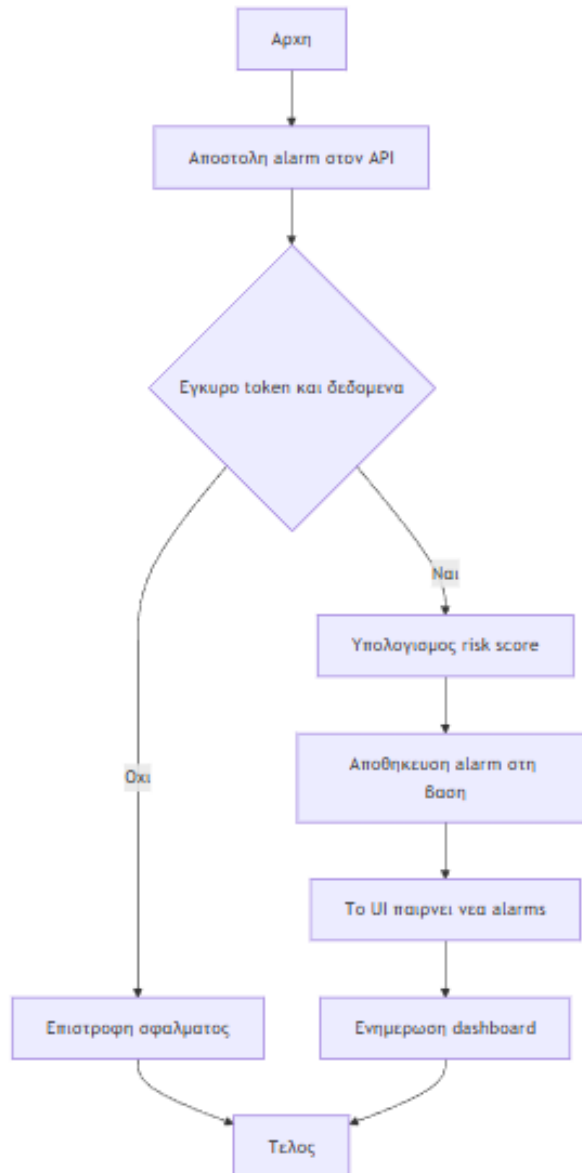 Αρχη
Αποστολη alarm στον API
Εγκυρο token και δεδομενα
Ναι
Υπολογισμος risk score
Αποθηκευση alarm στη
βαση
Οχι
Το UI παιρνει νεα alarms
Επιστροφη σφαλματος
Ενημερωση dashboard
Τελος